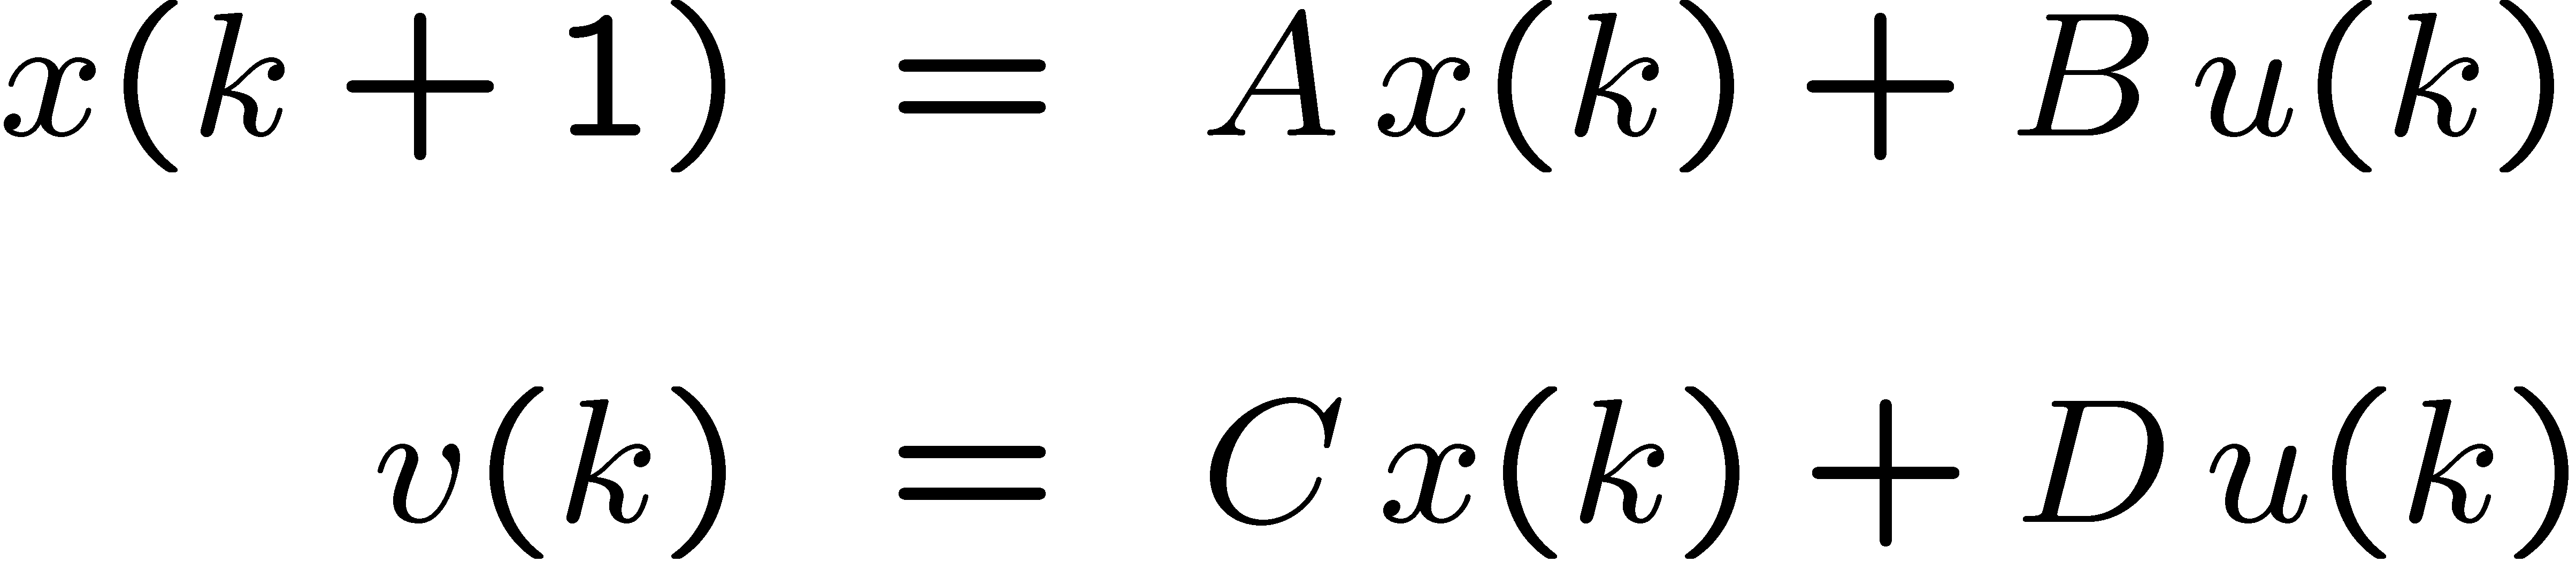 x(k + 1) = A x(k) + B u(k)
v(k) = C x(k) + D u(k)